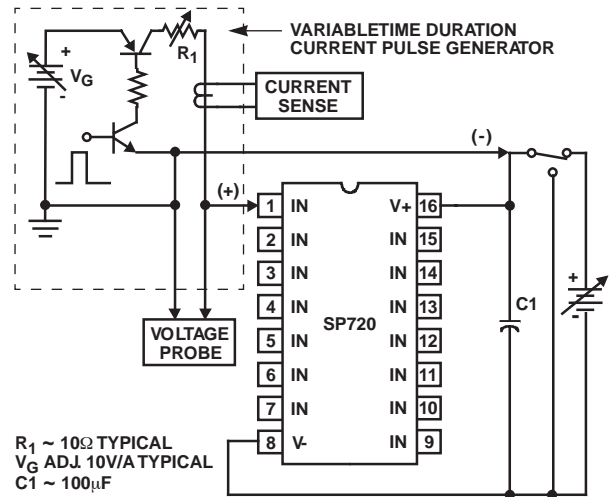 VARIABLETIME DURATION
CURRENT PULSE GENERATOR
+
R1
VG
-
CURRENT
SENSE
(-)
(+)
1 IN V+ 16
2 IN IN 15
3 IN IN 14
4 IN IN 13
5 IN IN 12
6 IN IN 11
7 IN IN 10
8 V- IN 9
SP720
C1
+
-
VOLTAGE
PROBE
R1 ~ 10Ω TYPICAL
VG ADJ. 10V/A TYPICAL
C1 ~ 100μF